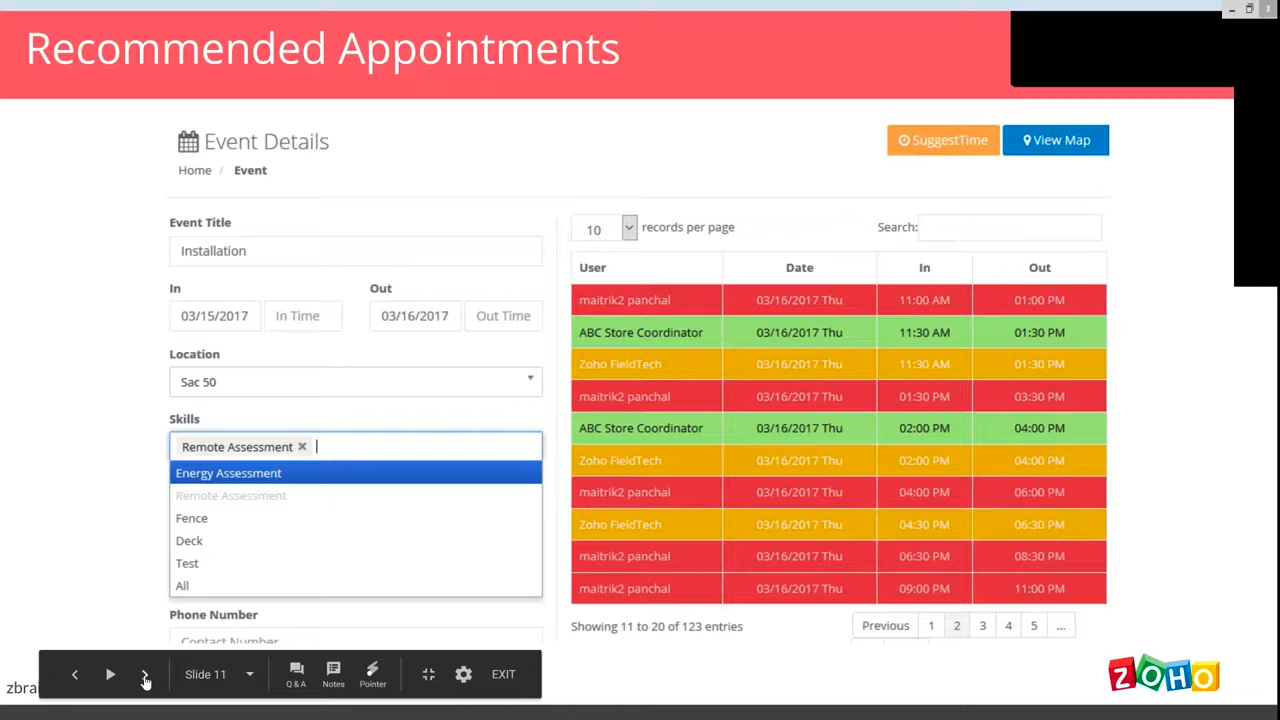 Recommended Appointments
Event Details
SuggestTime
View Map
Home / Event
Event Title
Installation
In
Out
03/15/2017
In Time
03/16/2017
Out Time
Location
Sac 50
Skills
Remote Assessment ×
Energy Assessment
Remote Assessment
Fence
Deck
Test
All
Phone Number
Contact Number
10 records per page
Search:
User Date In Out
maitrik2 panchal 03/16/2017 Thu 11:00 AM 01:00 PM
ABC Store Coordinator 03/16/2017 Thu 11:30 AM 01:30 PM
Zoho FieldTech 03/16/2017 Thu 11:30 AM 01:30 PM
maitrik2 panchal 03/16/2017 Thu 01:30 PM 03:30 PM
ABC Store Coordinator 03/16/2017 Thu 02:00 PM 04:00 PM
Zoho FieldTech 03/16/2017 Thu 02:00 PM 04:00 PM
maitrik2 panchal 03/16/2017 Thu 04:00 PM 06:00 PM
Zoho FieldTech 03/16/2017 Thu 04:30 PM 06:30 PM
maitrik2 panchal 03/16/2017 Thu 06:30 PM 08:30 PM
maitrik2 panchal 03/16/2017 Thu 09:00 PM 11:00 PM
Showing 11 to 20 of 123 entries
Previous 1 2 3 4 5 ...
zbrai
Slide 11
Q & A
Notes
Pointer
EXIT
ZOHO